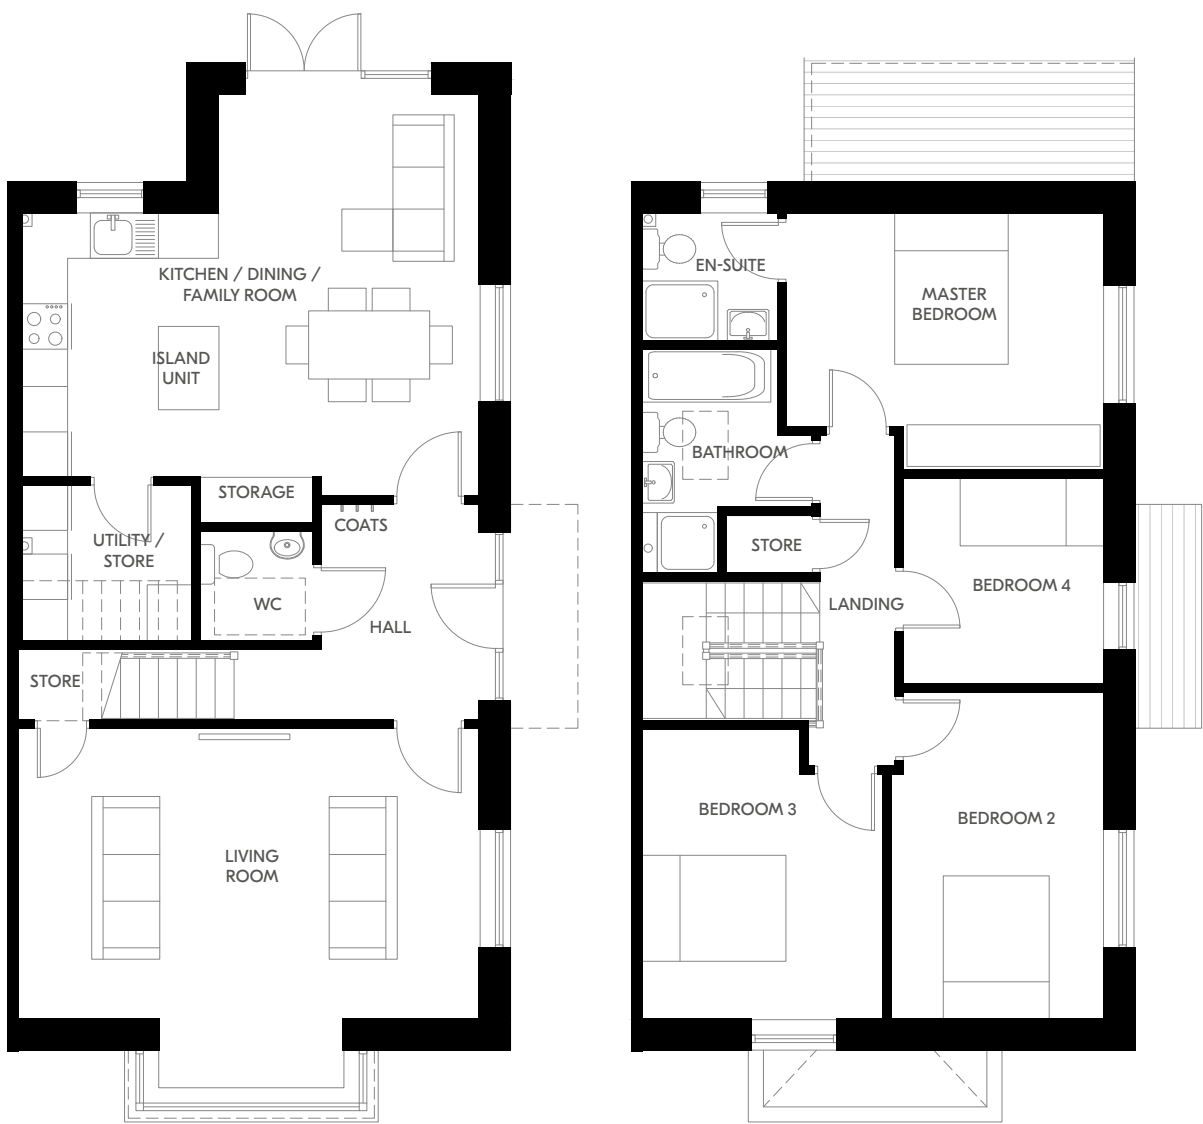 KITCHEN / DINING /
FAMILY ROOM
ISLAND
UNIT
STORAGE
COATS
UTILITY /
STORE
WC
HALL
STORE
LIVING
ROOM
EN-SUITE
MASTER
BEDROOM
BATHROOM
STORE
BEDROOM 4
LANDING
BEDROOM 3
BEDROOM 2